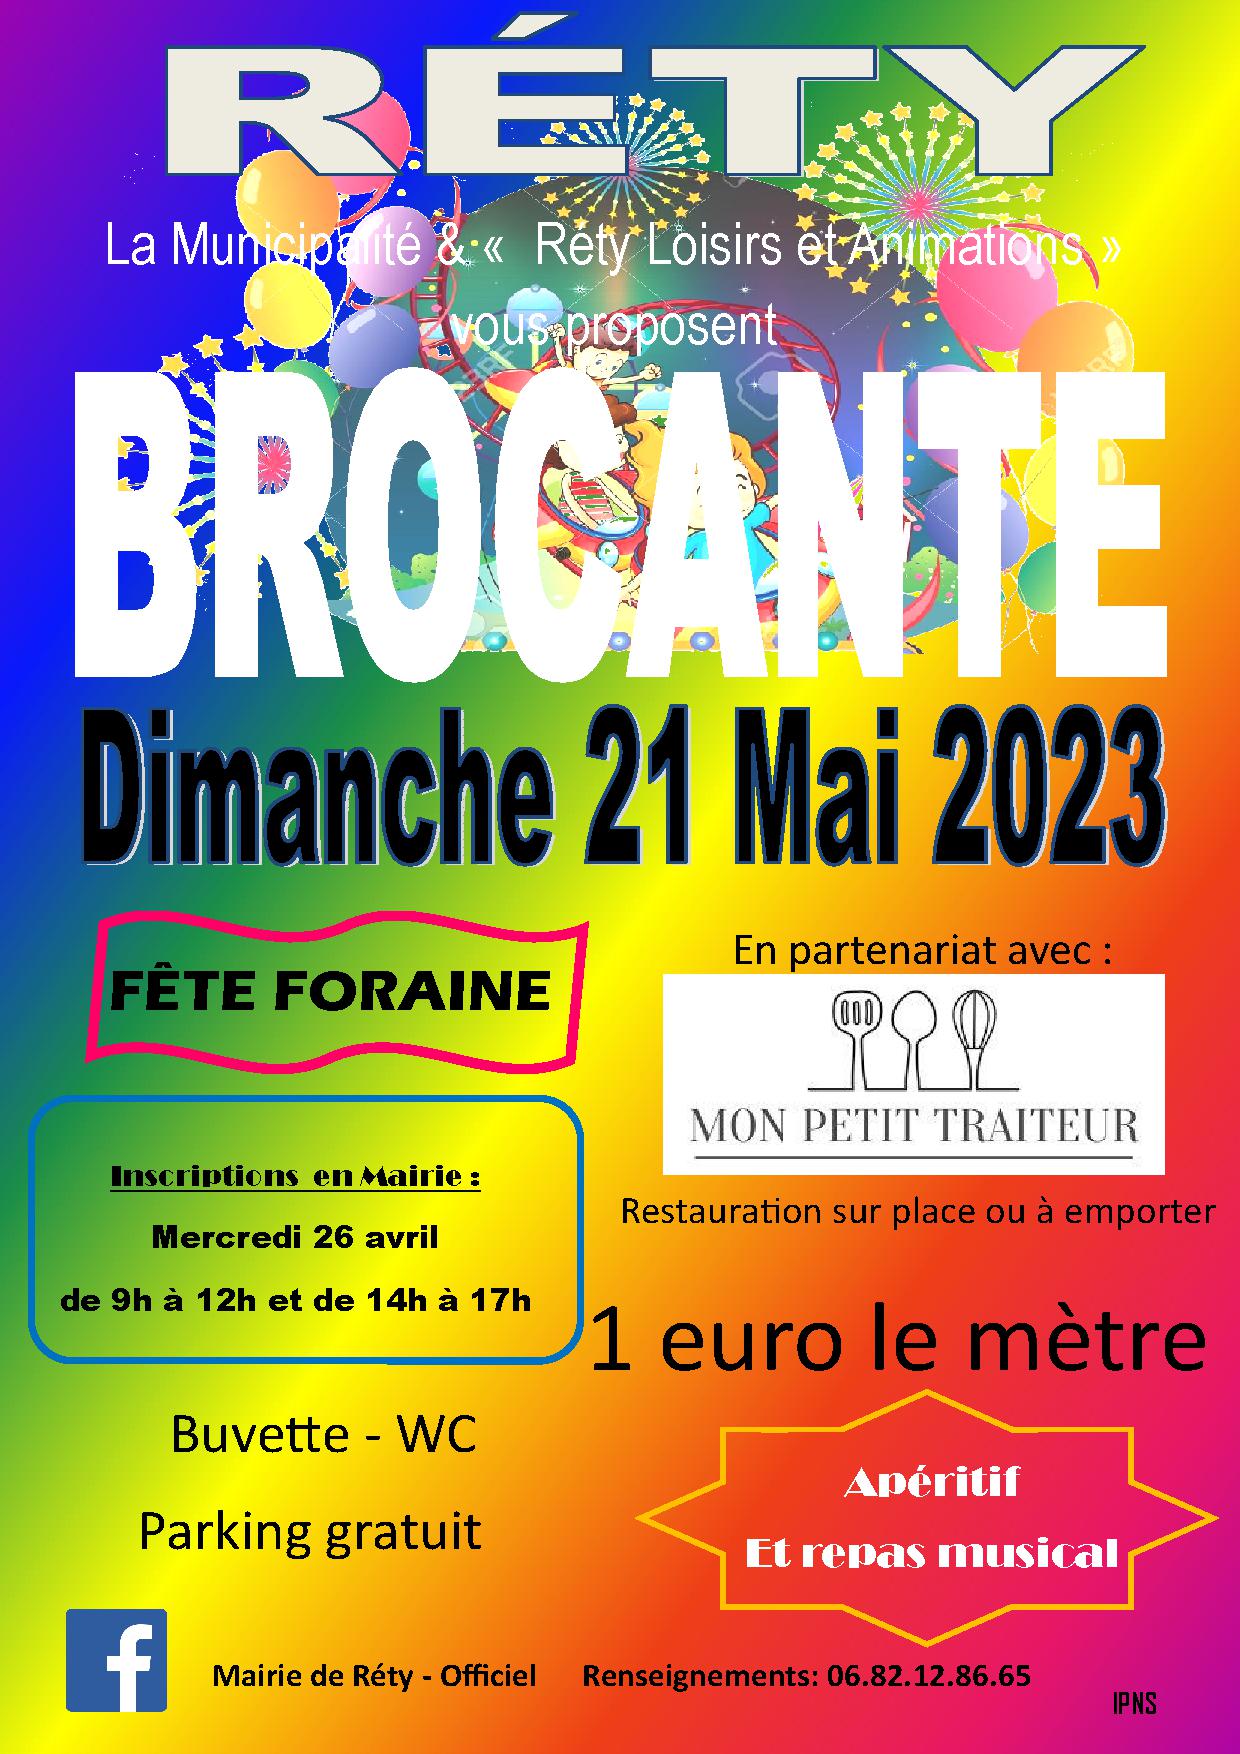 RÉTY
La Municipalité & « Réty Loisirs et Animations »
vous proposent
BROCANTE
Dimanche 21 Mai 2023
FÊTE FORAINE
En partenariat avec :
MON PETIT TRAITEUR
Inscriptions en Mairie :
Mercredi 26 avril
de 9h à 12h et de 14h à 17h
Restauration sur place ou à emporter
1 euro le mètre
Buvette - WC
Parking gratuit
Apéritif
Et repas musical
f
Mairie de Réty - Officiel Renseignements: 06.82.12.86.65
IPNS